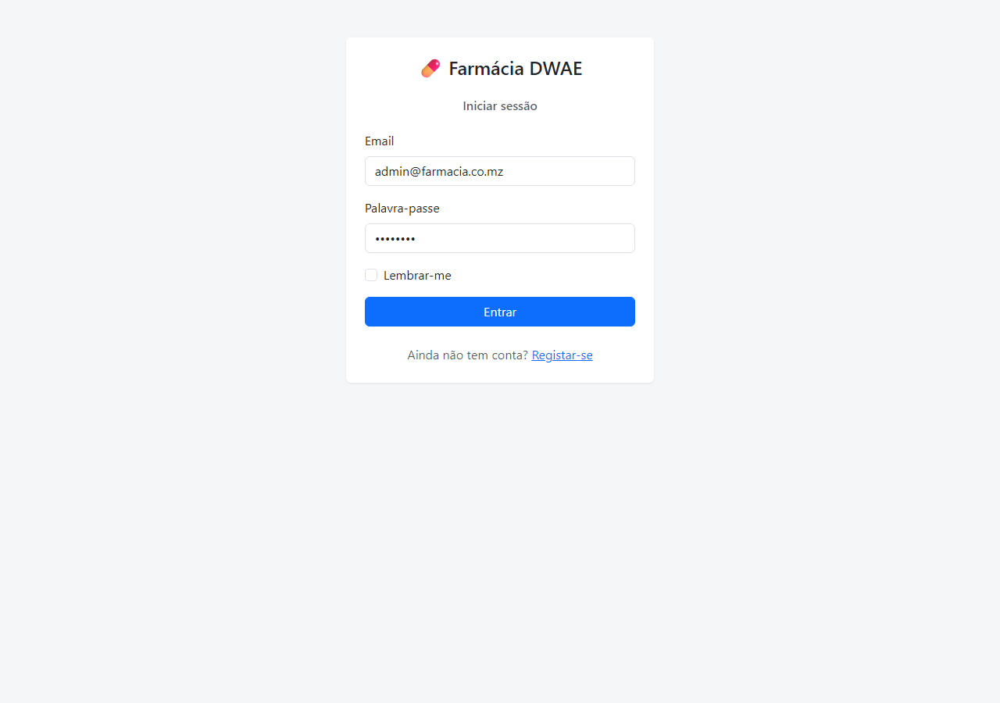 Farmácia DWAE
Iniciar sessão
Email
admin@farmacia.co.mz
Palavra-passe
••••••••
Lembrar-me
Entrar
Ainda não tem conta? Registar-se